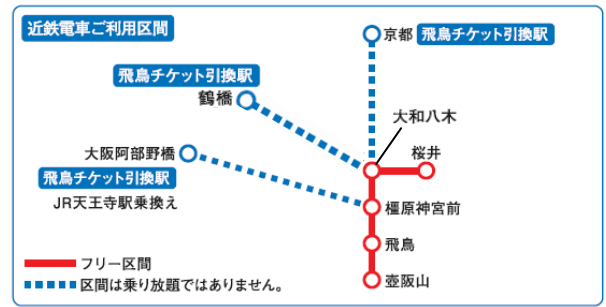 近鉄電車ご利用区間
京都 飛鳥チケット引換駅
飛鳥チケット引換駅
鶴橋
大和八木
大阪阿部野橋
桜井
飛鳥チケット引換駅
JR天王寺駅乗換え
橿原神宮前
飛鳥
フリー区間
区間は乗り放題ではありません。
壺阪山